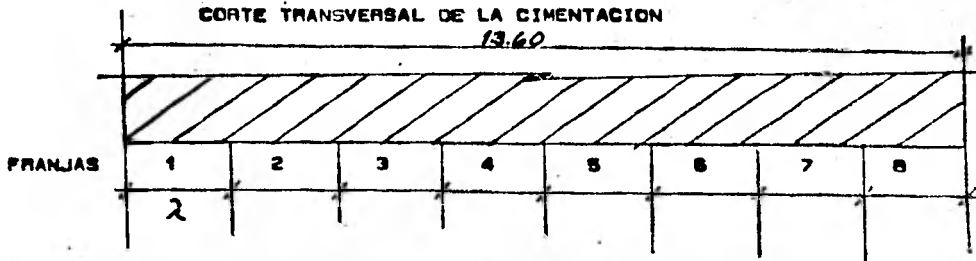 CORTE TRANSVERSAL DE LA CIMENTACION
13.60
FRANJAS 1 2 3 4 5 6 7 8
λ